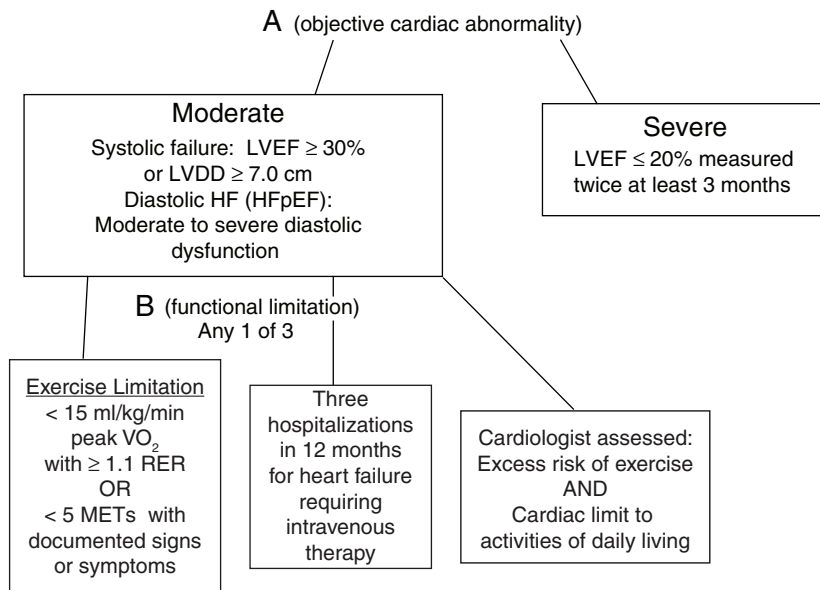 A (objective cardiac abnormality)
Moderate
Systolic failure: LVEF ≥ 30%
or LVDD ≥ 7.0 cm
Diastolic HF (HFpEF):
Moderate to severe diastolic
dysfunction
Severe
LVEF ≤ 20% measured
twice at least 3 months
B (functional limitation)
Any 1 of 3
Exercise Limitation
< 15 ml/kg/min
peak VO₂
with ≥ 1.1 RER
OR
< 5 METs with
documented signs
or symptoms
Three
hospitalizations
in 12 months
for heart failure
requiring
intravenous
therapy
Cardiologist assessed:
Excess risk of exercise
AND
Cardiac limit to
activities of daily living